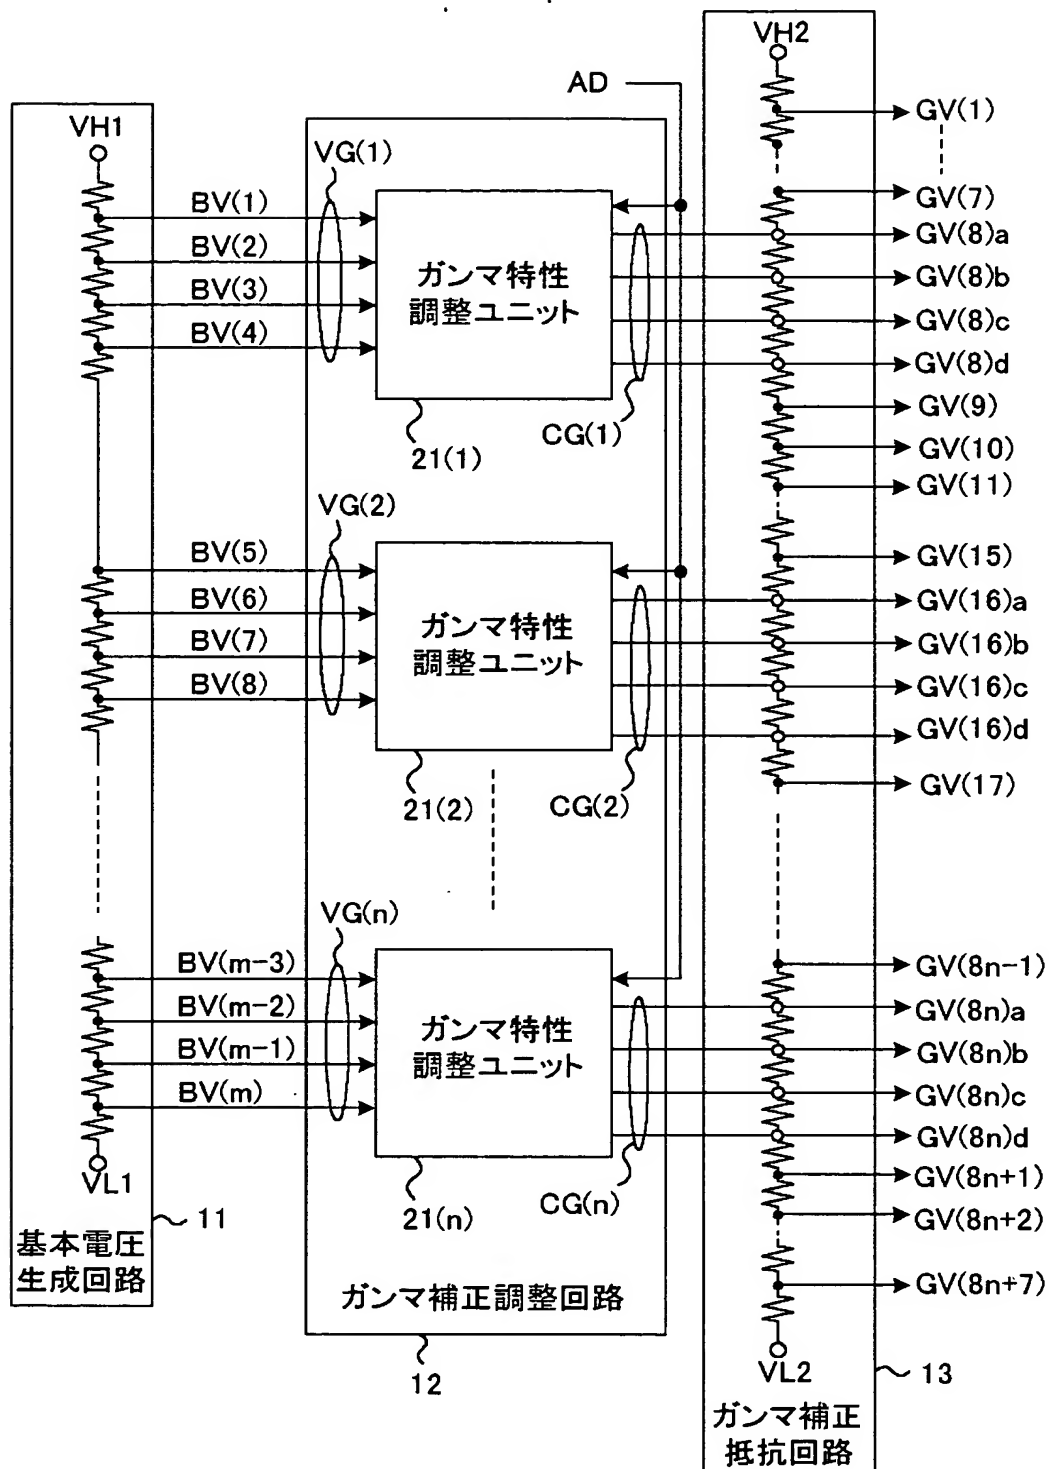 VH2
AD
GV(1)
VH1
VG(1)
BV(1)
BV(2)
BV(3)
BV(4)
ガンマ特性
調整ユニット
21(1)
CG(1)
GV(7)
GV(8)a
GV(8)b
GV(8)c
GV(8)d
GV(9)
GV(10)
GV(11)
VG(2)
BV(5)
BV(6)
BV(7)
BV(8)
ガンマ特性
調整ユニット
21(2)
CG(2)
GV(15)
GV(16)a
GV(16)b
GV(16)c
GV(16)d
GV(17)
VG(n)
BV(m-3)
BV(m-2)
BV(m-1)
BV(m)
ガンマ特性
調整ユニット
21(n)
CG(n)
GV(8n-1)
GV(8n)a
GV(8n)b
GV(8n)c
GV(8n)d
GV(8n+1)
GV(8n+2)
GV(8n+7)
VL1
11
基本電圧
生成回路
ガンマ補正調整回路
12
VL2
13
ガンマ補正
抵抗回路